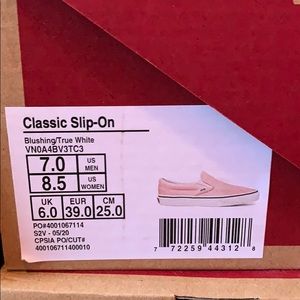 Classic Slip-On
Blushing/True White
VN0A4BV3TC3
7.0 US MEN
8.5 US WOMEN
UK EUR CM
6.0 39.0 25.0
PO#4001067114
S2V - 05/20
CPSIA PO/CUT#
400106711400010
7 72259 44312 8